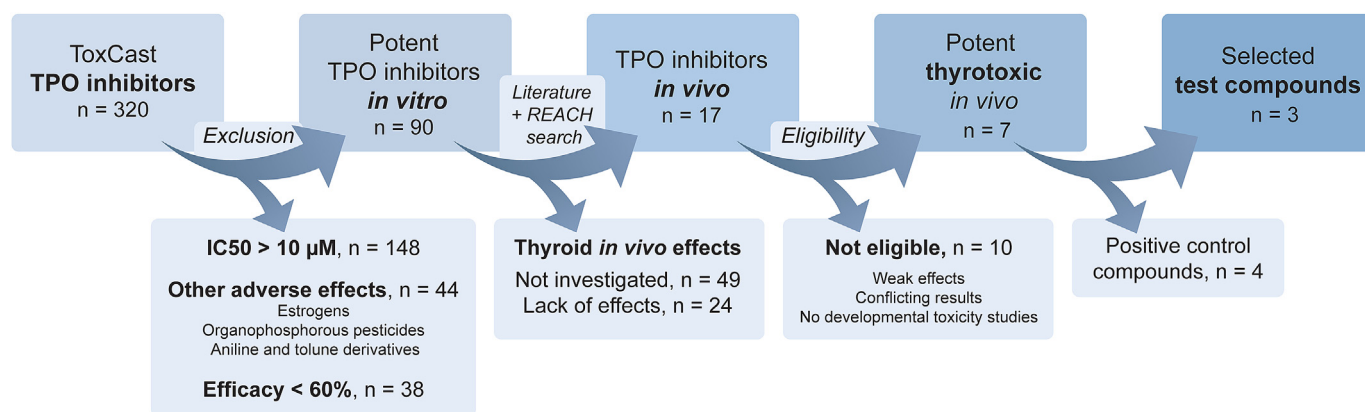 ToxCast
TPO inhibitors
n = 320
Exclusion
Potent
TPO inhibitors
in vitro
n = 90
Literature
+ REACH
search
TPO inhibitors
in vivo
n = 17
Eligibility
Potent
thyrotoxic
in vivo
n = 7
Selected
test compounds
n = 3
IC50 > 10 µM, n = 148
Other adverse effects, n = 44
Estrogens
Organophosphorous pesticides
Aniline and tolune derivatives
Efficacy < 60%, n = 38
Thyroid in vivo effects
Not investigated, n = 49
Lack of effects, n = 24
Not eligible, n = 10
Weak effects
Conflicting results
No developmental toxicity studies
Positive control
compounds, n = 4